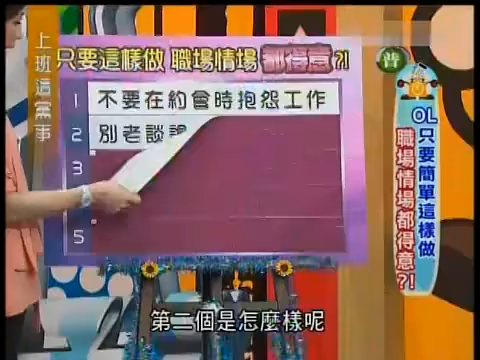 上班這黨事
只要這樣做 職場情場 都得意?!
普
1 不要在約會時抱怨工作
2 別老談
3
5
OL只要簡單這樣做
職場情場都得意?!
第二個是怎麼樣呢